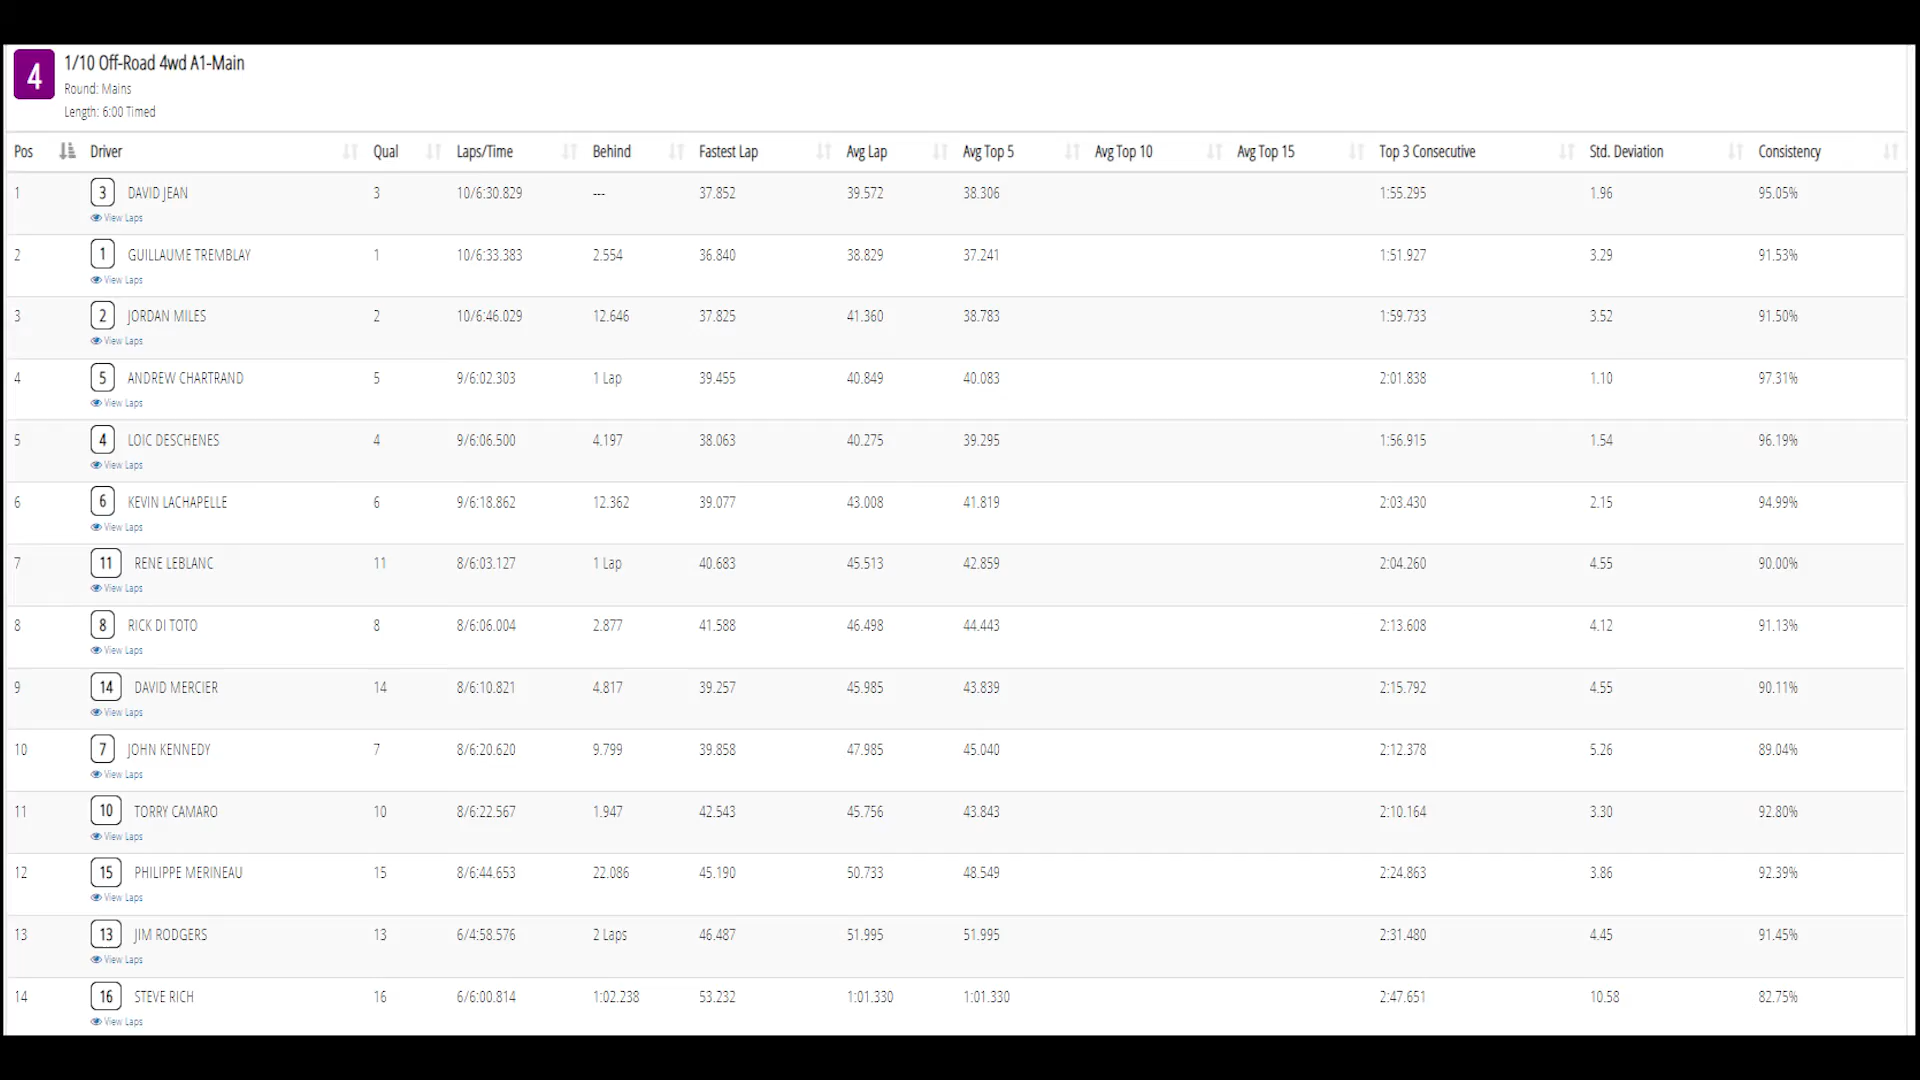 4
1/10 Off-Road 4wd A1-Main
Round: Mains
Length: 6:00 Timed
Pos Driver Qual Laps/Time Behind Fastest Lap Avg Lap Avg Top 5 Avg Top 10 Avg Top 15 Top 3 Consecutive Std. Deviation Consistency
1 3 DAVID JEAN 3 10/6:30.829 --- 37.852 39.572 38.306 1:55.295 1.96 95.05%
View Laps
2 1 GUILLAUME TREMBLAY 1 10/6:33.383 2.554 36.840 38.829 37.241 1:51.927 3.29 91.53%
View Laps
3 2 JORDAN MILES 2 10/6:46.029 12.646 37.825 41.360 38.783 1:59.733 3.52 91.50%
View Laps
4 5 ANDREW CHARTRAND 5 9/6:02.303 1 Lap 39.455 40.849 40.083 2:01.838 1.10 97.31%
View Laps
5 4 LOIC DESCHENES 4 9/6:06.500 4.197 38.063 40.275 39.295 1:56.915 1.54 96.19%
View Laps
6 6 KEVIN LACHAPELLE 6 9/6:18.862 12.362 39.077 43.008 41.819 2:03.430 2.15 94.99%
View Laps
7 11 RENE LEBLANC 11 8/6:03.127 1 Lap 40.683 45.513 42.859 2:04.260 4.55 90.00%
View Laps
8 8 RICK DI TOTO 8 8/6:06.004 2.877 41.588 46.498 44.443 2:13.608 4.12 91.13%
View Laps
9 14 DAVID MERCIER 14 8/6:10.821 4.817 39.257 45.985 43.839 2:15.792 4.55 90.11%
View Laps
10 7 JOHN KENNEDY 7 8/6:20.620 9.799 39.858 47.985 45.040 2:12.378 5.26 89.04%
View Laps
11 10 TORRY CAMARO 10 8/6:22.567 1.947 42.543 45.756 43.843 2:10.164 3.30 92.80%
View Laps
12 15 PHILIPPE MERINEAU 15 8/6:44.653 22.086 45.190 50.733 48.549 2:24.863 3.86 92.39%
View Laps
13 13 JIM RODGERS 13 6/4:58.576 2 Laps 46.487 51.995 51.995 2:31.480 4.45 91.45%
View Laps
14 16 STEVE RICH 16 6/6:00.814 1:02.238 53.232 1:01.330 1:01.330 2:47.651 10.58 82.75%
View Laps